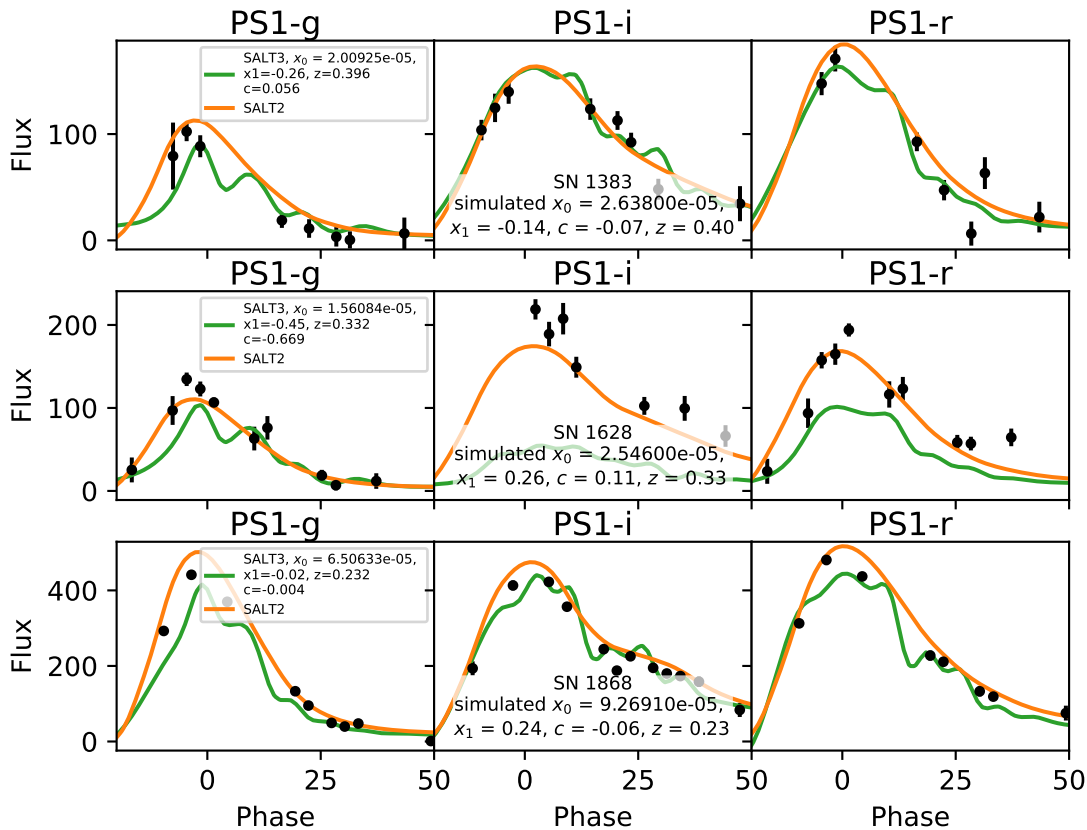 PS1-g
PS1-i
PS1-r
Flux
100
0
SALT3, x₀ = 2.00925e-05,
x1=-0.26, z=0.396
c=0.056
SALT2
SN 1383
simulated x₀ = 2.63800e-05,
x₁ = -0.14, c = -0.07, z = 0.40
PS1-g
PS1-i
PS1-r
Flux
200
100
0
SALT3, x₀ = 1.56084e-05,
x1=-0.45, z=0.332
c=-0.669
SALT2
SN 1628
simulated x₀ = 2.54600e-05,
x₁ = 0.26, c = 0.11, z = 0.33
PS1-g
PS1-i
PS1-r
Flux
400
200
0
SALT3, x₀ = 6.50633e-05,
x1=-0.02, z=0.232
c=-0.004
SALT2
SN 1868
simulated x₀ = 9.26910e-05,
x₁ = 0.24, c = -0.06, z = 0.23
0 25 50 0 25 50 0 25 50
Phase Phase Phase